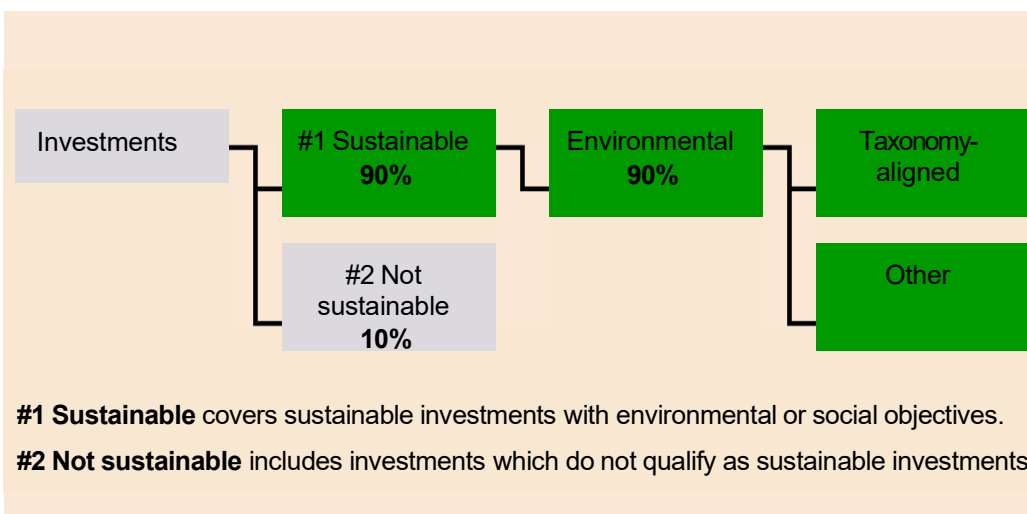 Investments
#1 Sustainable
90%
Environmental
90%
Taxonomy-
aligned
#2 Not
sustainable
10%
Other
#1 Sustainable covers sustainable investments with environmental or social objectives.
#2 Not sustainable includes investments which do not qualify as sustainable investments